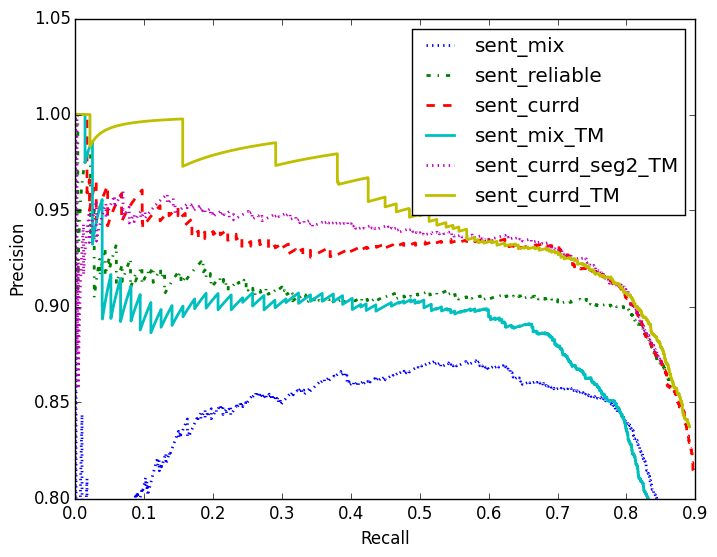 1.05
1.00
0.95
0.90
0.85
0.80
Precision
sent_mix
sent_reliable
sent_currd
sent_mix_TM
sent_currd_seg2_TM
sent_currd_TM
0.0 0.1 0.2 0.3 0.4 0.5 0.6 0.7 0.8 0.9
Recall